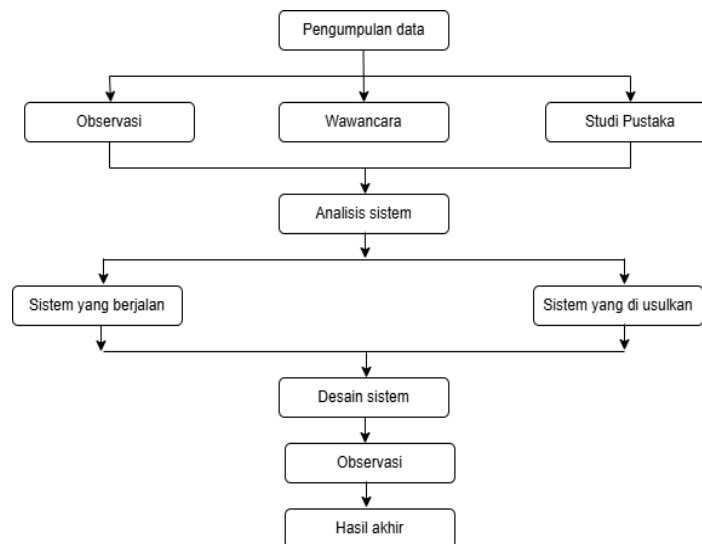 Pengumpulan data
Observasi
Wawancara
Studi Pustaka
Analisis sistem
Sistem yang berjalan
Sistem yang di usulkan
Desain sistem
Observasi
Hasil akhir